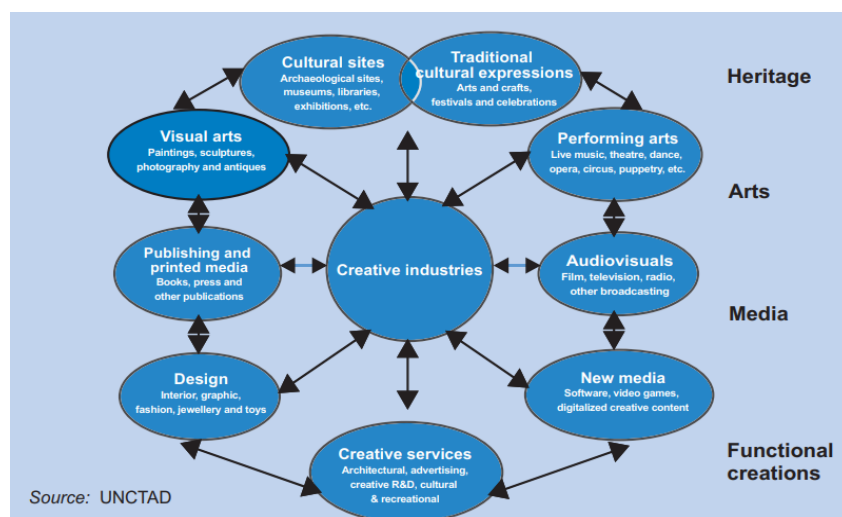 Cultural sites
Archaeological sites,
museums, libraries,
exhibitions, etc.
Traditional
cultural expressions
Arts and crafts,
festivals and celebrations
Heritage
Visual arts
Paintings, sculptures,
photography and antiques
Performing arts
Live music, theatre, dance,
opera, circus, puppetry, etc.
Arts
Publishing and
printed media
Books, press and
other publications
Creative industries
Audiovisuals
Film, television, radio,
other broadcasting
Media
Design
Interior, graphic,
fashion, jewellery and toys
New media
Software, video games,
digitalized creative content
Creative services
Architectural, advertising,
creative R&D, cultural
& recreational
Functional
creations
Source: UNCTAD